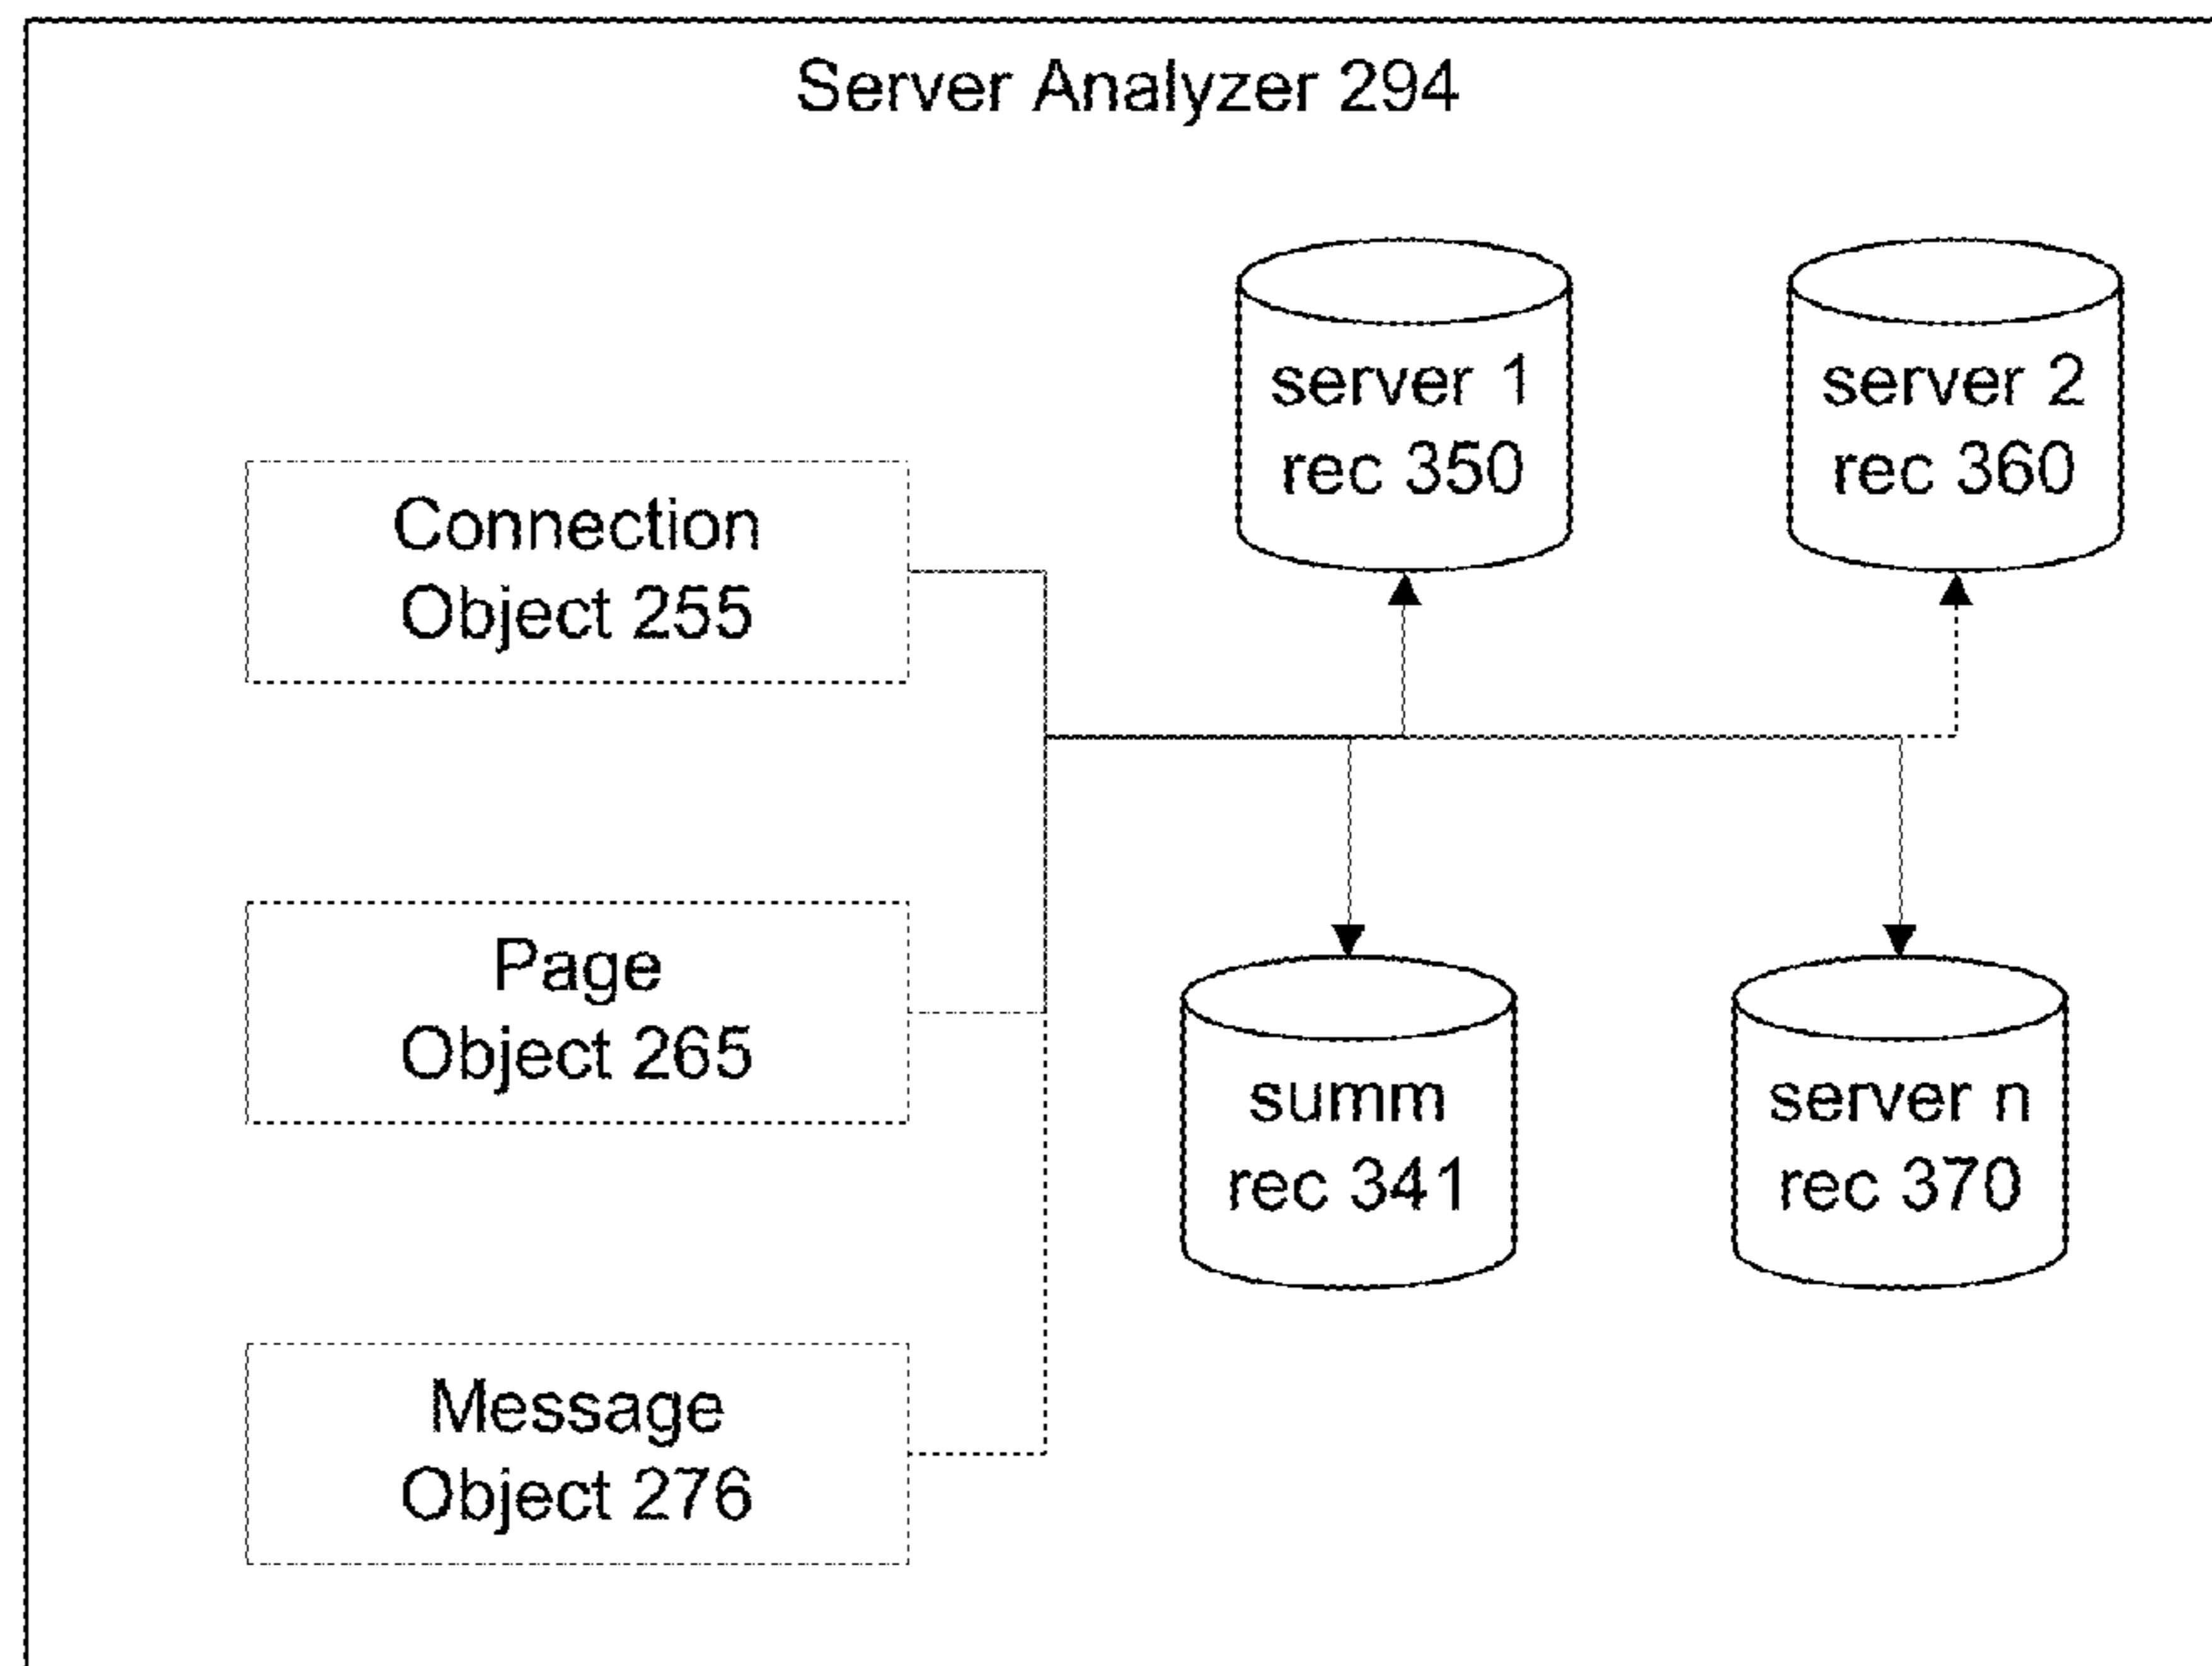 Server Analyzer 294
server 1
rec 350
server 2
rec 360
Connection
Object 255
Page
Object 265
summ
rec 341
server n
rec 370
Message
Object 276